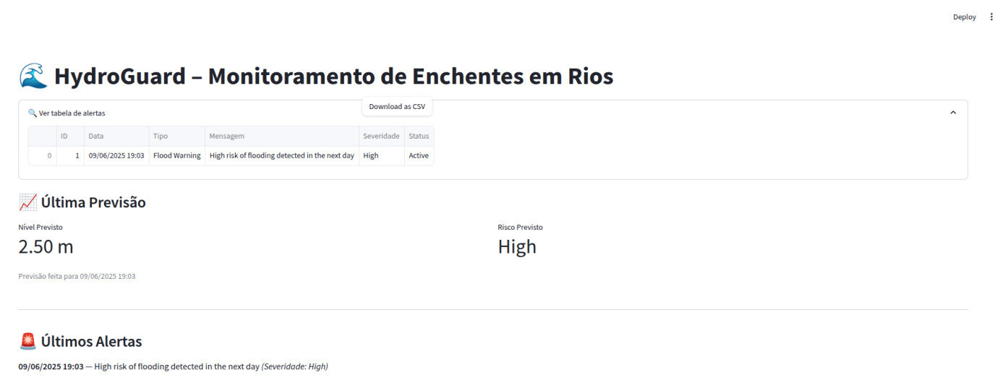 Deploy
HydroGuard – Monitoramento de Enchentes em Rios
Ver tabela de alertas
Download as CSV
ID Data Tipo Mensagem Severidade Status
0 1 09/06/2025 19:03 Flood Warning High risk of flooding detected in the next day High Active
Última Previsão
Nível Previsto Risco Previsto
2.50 m High
Previsão feita para 09/06/2025 19:03
Últimos Alertas
09/06/2025 19:03 — High risk of flooding detected in the next day (Severidade: High)